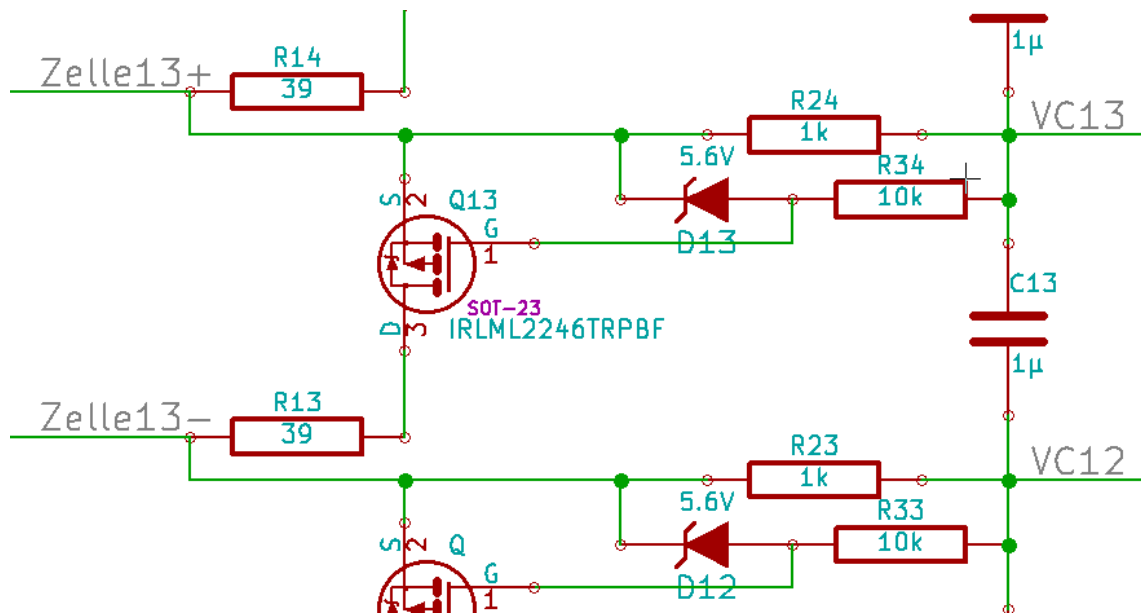 1µ
R14
Zelle13+
39
R24
VC13
1k
5.6V
R34
10k
S
2
Q13
G
1
D13
SOT-23
C13
D
3
IRLML2246TRPBF
1µ
R13
Zelle13-
39
R23
VC12
1k
5.6V
R33
10k
S
2
Q
G
1
D12